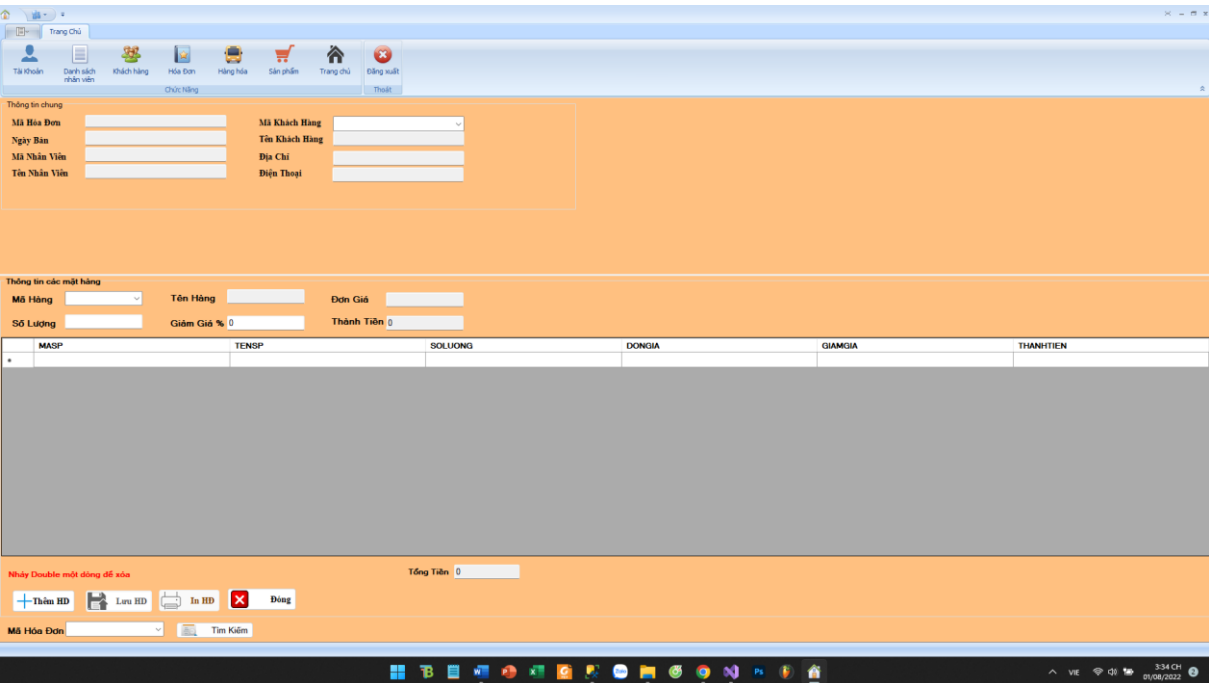 Trang Chủ
Tài Khoản
Danh sách nhân viên
Khách hàng
Hóa Đơn
Hàng hóa
Sản phẩm
Trang chủ
Đăng xuất
Chức Năng
Thoát
Thông tin chung
Mã Hóa Đơn
Mã Khách Hàng
Ngày Bán
Tên Khách Hàng
Mã Nhân Viên
Địa Chỉ
Tên Nhân Viên
Điện Thoại
Thông tin các mặt hàng
Mã Hàng
Tên Hàng
Đơn Giá
Số Lượng
Giảm Giá % 0
Thành Tiền 0
MASP TENSP SOLUONG DONGIA GIAMGIA THANHTIEN
Nháy Double một dòng để xóa
Tổng Tiền 0
Thêm HD
Lưu HD
In HD
Đóng
Mã Hóa Đơn
Tìm Kiếm
VIE
3:34 CH
01/08/2022
2